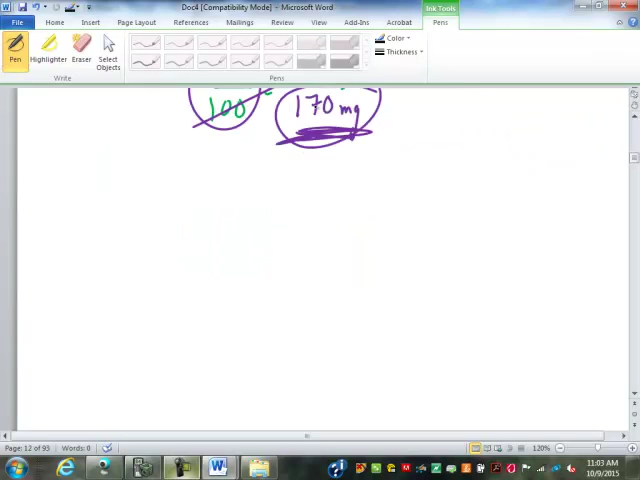 Doc4 [Compatibility Mode] - Microsoft Word
Ink Tools
File Home Insert Page Layout References Mailings Review View Add-Ins Acrobat Pens
Pen
Highlighter
Eraser
Select Objects
Color
Thickness
Write
Pens
100
170 mg
Page: 12 of 93
Words: 0
120%
11:03 AM
10/9/2015